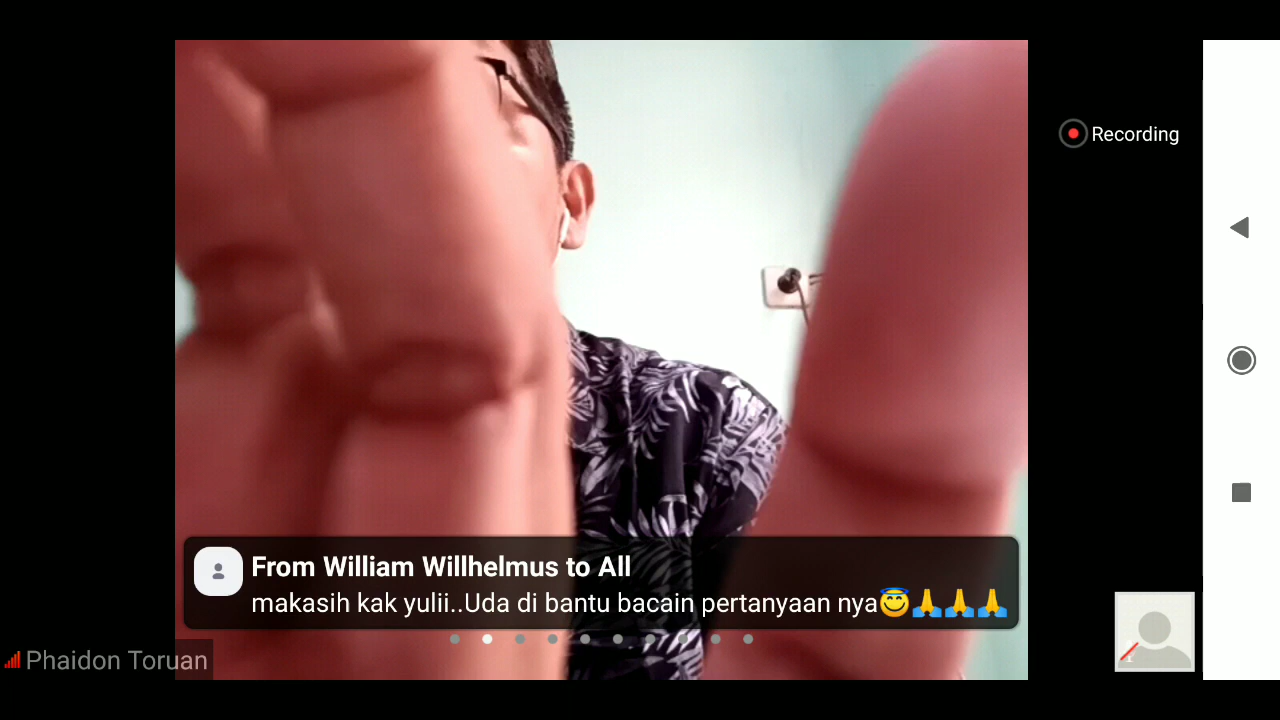 Recording
From William Willhelmus to All
makasih kak yulii..Uda di bantu bacain pertanyaan nya😇🙏🙏🙏
Phaidon Toruan